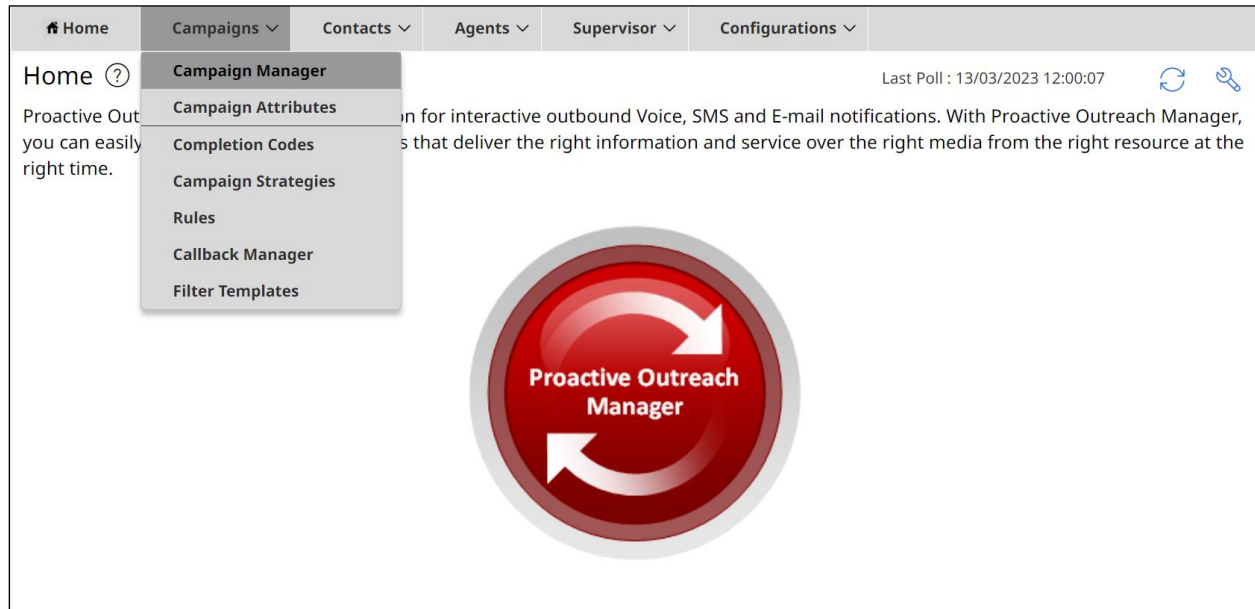 Home Campaigns Contacts Agents Supervisor Configurations
Home ?
Last Poll : 13/03/2023 12:00:07
Campaign Manager
Campaign Attributes
Completion Codes
Campaign Strategies
Rules
Callback Manager
Filter Templates
Proactive Out on for interactive outbound Voice, SMS and E-mail notifications. With Proactive Outreach Manager,
you can easily s that deliver the right information and service over the right media from the right resource at the
right time.
Proactive Outreach
Manager